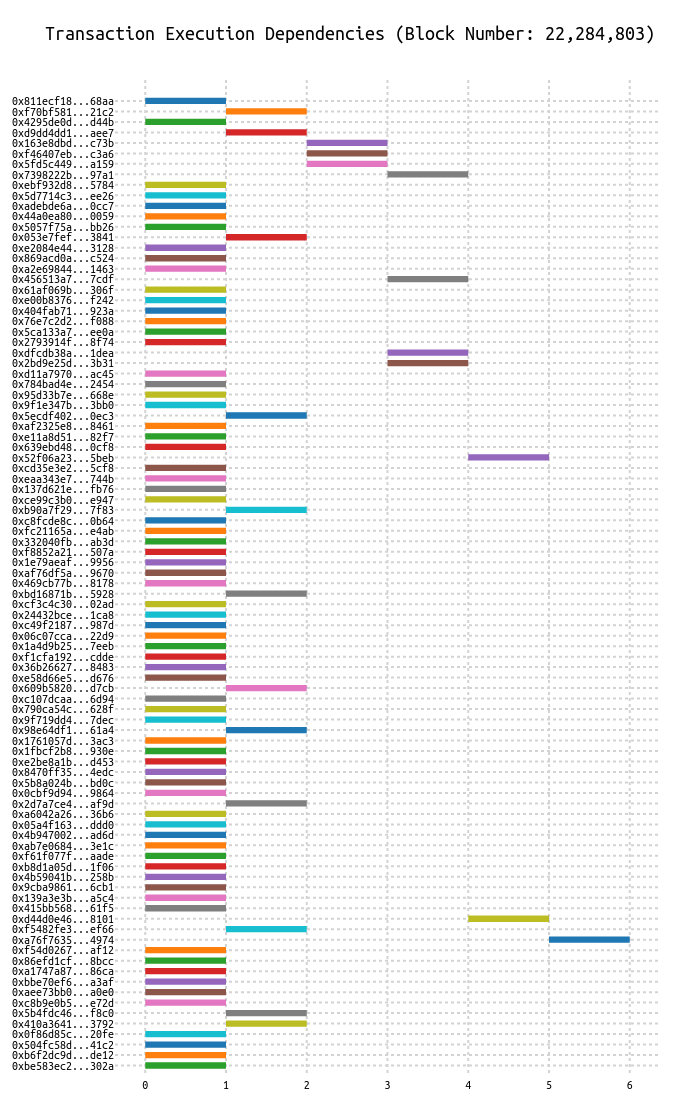 Transaction Execution Dependencies (Block Number: 22,284,803)
0x811ecf18...68aa
0xf70bf581...21c2
0x4295de0d...d44b
0xd9dd4dd1...aee7
0x163e8dbd...c73b
0xf46407eb...c3a6
0x5fd5c449...a159
0x7398222b...97a1
0xebf932d8...5784
0x5d7714c3...ee26
0xadebde6a...0cc7
0x44a0ea80...0059
0x5057f75a...bb26
0x053e7fef...3841
0xe2084e44...3128
0x869acd0a...c524
0xa2e69844...1463
0x456513a7...7cdf
0x61af069b...306f
0xe00b8376...f242
0x404fab71...923a
0x76e7c2d2...f088
0x5ca133a7...ee0a
0x2793914f...8f74
0xdfcdb38a...1dea
0x2bd9e25d...3b31
0xd11a7970...ac45
0x784bad4e...2454
0x95d33b7e...668e
0x9f1e347b...3bb0
0x5ecdf402...0ec3
0xaf2325e8...8461
0xe11a8d51...82f7
0x639ebd48...0cf8
0x52f06a23...5beb
0xcd35e3e2...5cf8
0xeaa343e7...744b
0x137d621e...fb76
0xce99c3b0...e947
0xb90a7f29...7f83
0xc8fcde8c...0b64
0xfc21165a...e4ab
0x332040fb...ab3d
0xf8852a21...507a
0x1e79aeaf...9956
0xaf76df5a...9670
0x469cb77b...8178
0xbd16871b...5928
0xcf3c4c30...02ad
0x24432bce...1ca8
0xc49f2187...987d
0x06c07cca...22d9
0x1a4d9b25...7eeb
0xf1cfa192...cdde
0x36b26627...8483
0xe58d66e5...d676
0x609b5820...d7cb
0xc107dcaa...6d94
0x790ca54c...628f
0x9f719dd4...7dec
0x98e64df1...61a4
0x1761057d...3ac3
0x1fbcf2b8...930e
0xe2be8a1b...d453
0x8470ff35...4edc
0x5b8a024b...bd0c
0x0cbf9d94...9864
0x2d7a7ce4...af9d
0xa6042a26...36b6
0x05a4f163...ddd0
0x4b947002...ad6d
0xab7e0684...3e1c
0xf61f077f...aade
0xb8d1a05d...1f06
0x4b59041b...258b
0x9cba9861...6cb1
0x139a3e3b...a5c4
0x415bb568...61f5
0xd44d0e46...8101
0xf5482fe3...ef66
0xa76f7635...4974
0xf54d0267...af12
0x86efd1cf...8bcc
0xa1747a87...86ca
0xbbe70ef6...a3af
0xaee73bb0...a0e0
0xc8b9e0b5...e72d
0x5b4fdc46...f8c0
0x410a3641...3792
0x0f86d85c...20fe
0x504fc58d...41c2
0xb6f2dc9d...de12
0xbe583ec2...302a
0 1 2 3 4 5 6